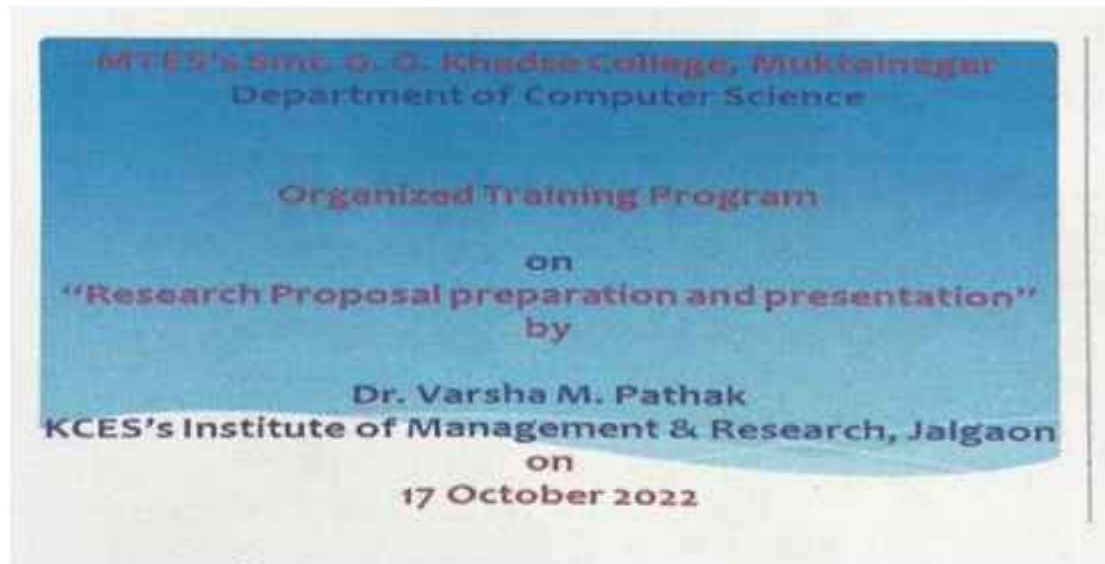 MTES's Smt. G. G. Khadse College, Muktainagar
Department of Computer Science
Organized Training Program
on
“Research Proposal preparation and presentation”
by
Dr. Varsha M. Pathak
KCES's Institute of Management & Research, Jalgaon
on
17 October 2022